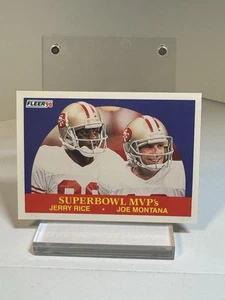 FLEER '90
SUPERBOWL MVP's
JERRY RICE • JOE MONTANA